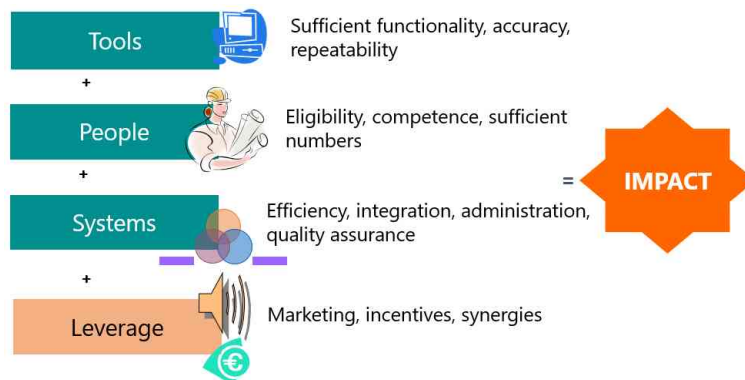 Tools
Sufficient functionality, accuracy,
repeatability
+
People
Eligibility, competence, sufficient
numbers
+
Systems
Efficiency, integration, administration,
quality assurance
+
Leverage
Marketing, incentives, synergies
€
=
IMPACT